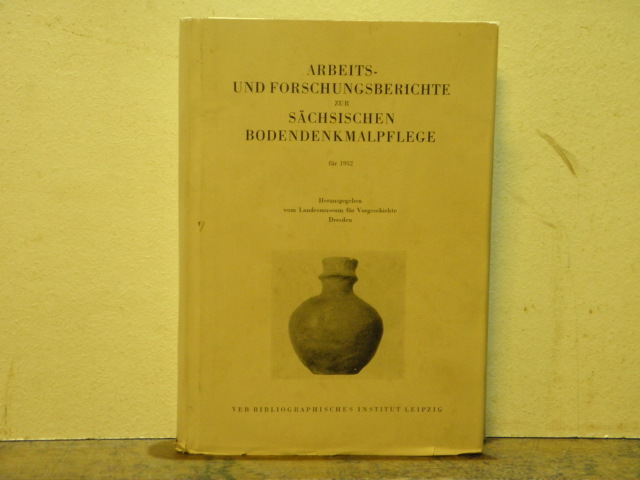 ARBEITS-
UND FORSCHUNGSBERICHTE
ZUR
SÄCHSISCHEN
BODENDENKMALPFLEGE
für 1952
Herausgegeben
vom Landesmuseum für Vorgeschichte
Dresden
VEB BIBLIOGRAPHISCHES INSTITUT LEIPZIG